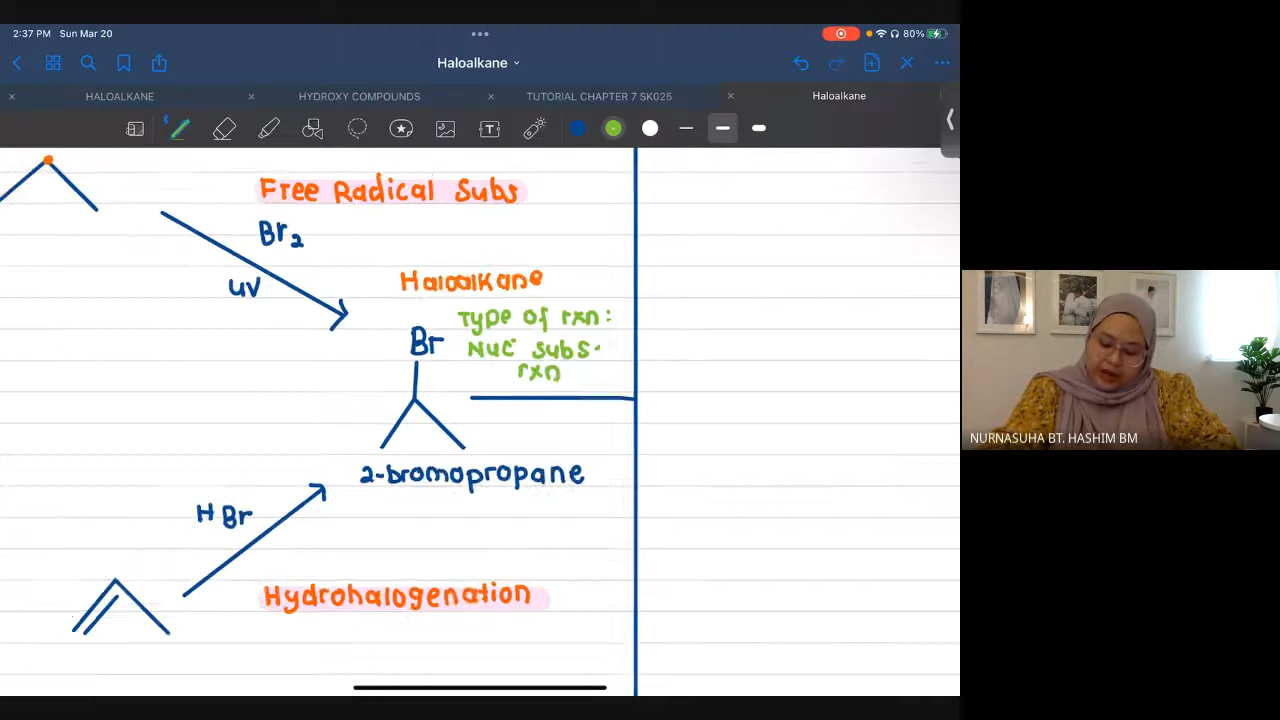 2:37 PM Sun Mar 20
80%
Haloalkane
HALOALKANE
HYDROXY COMPOUNDS
TUTORIAL CHAPTER 7 SK025
Haloalkane
Free Radical Subs
Br2
UV
Haloalkane
Type of rxn:
Br
Nuc subs.
rxn
2-bromopropane
H Br
Hydrohalogenation
NURNASUHA BT. HASHIM BM